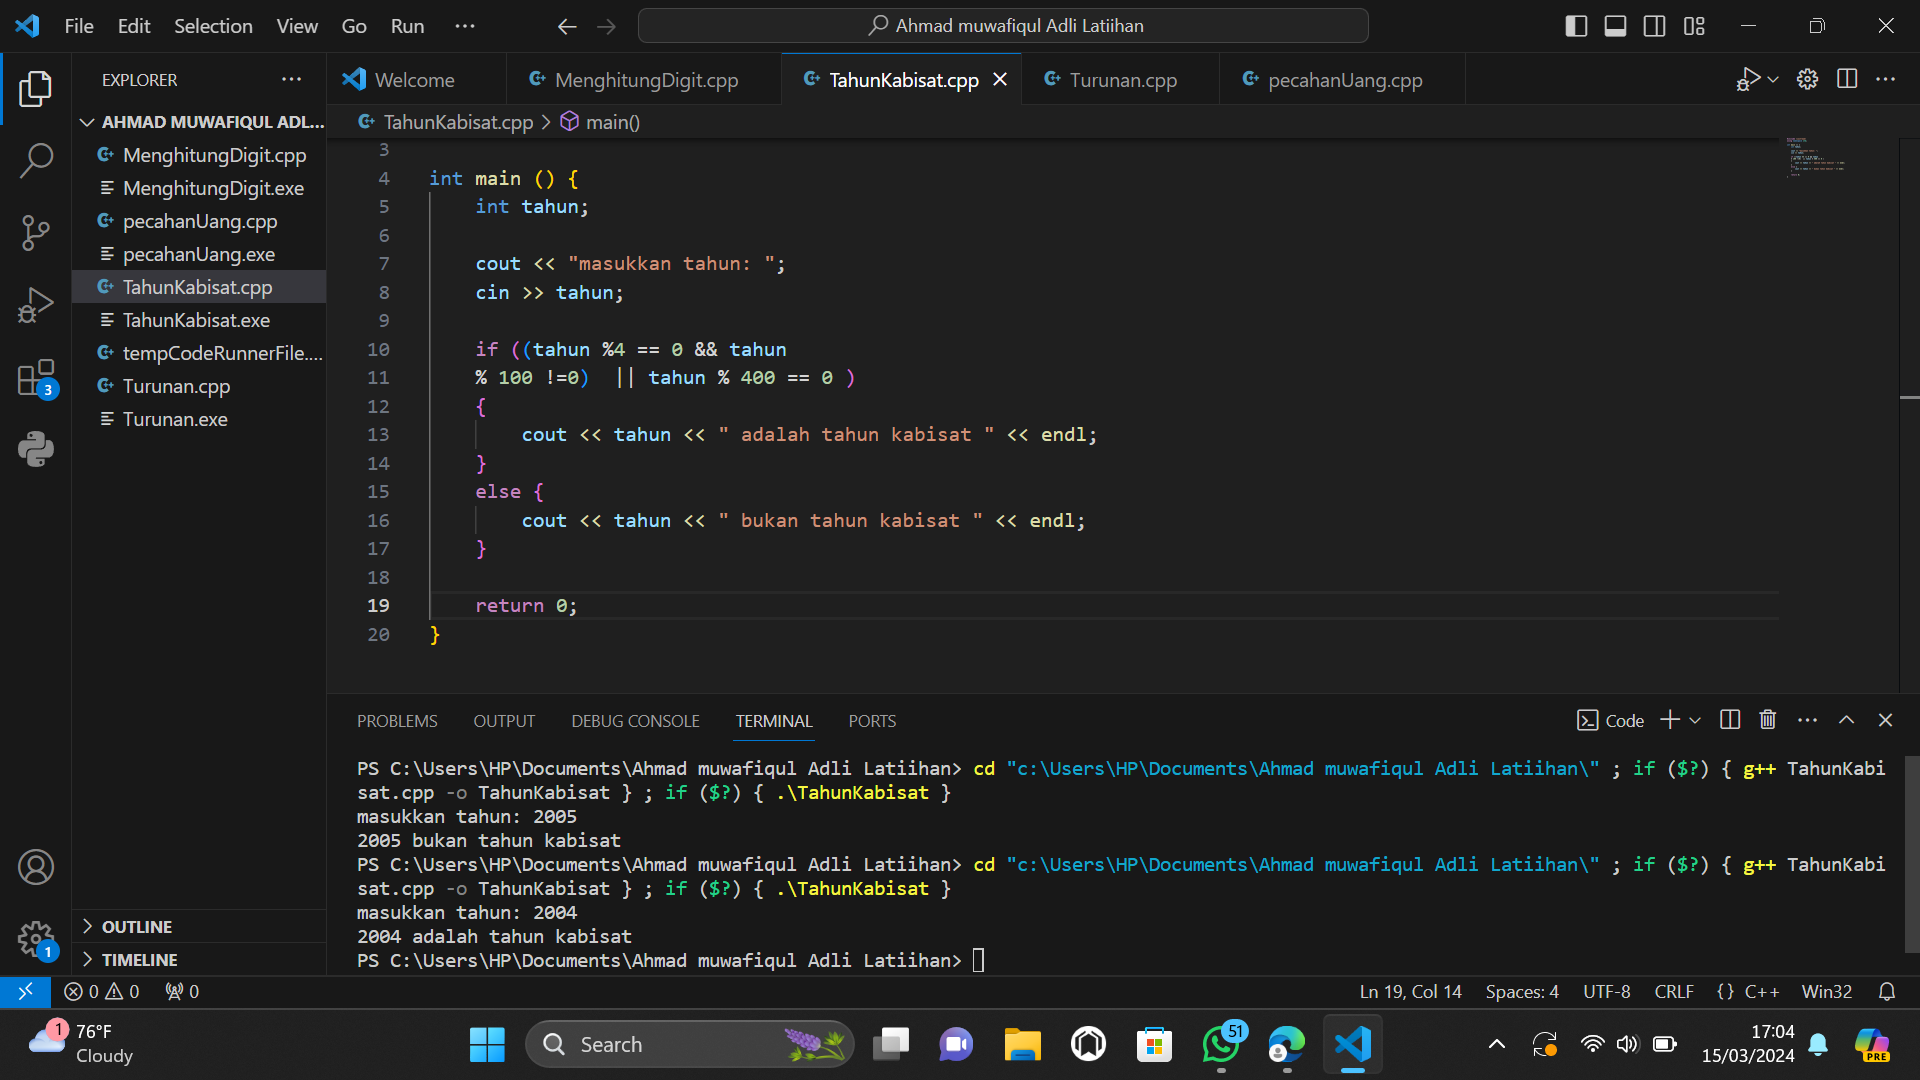 File Edit Selection View Go Run ···
Ahmad muwafiqul Adli Latiihan
EXPLORER
Welcome
MenghitungDigit.cpp
TahunKabisat.cpp
Turunan.cpp
pecahanUang.cpp
TahunKabisat.cpp > main()
AHMAD MUWAFIQUL ADL...
MenghitungDigit.cpp
MenghitungDigit.exe
pecahanUang.cpp
pecahanUang.exe
TahunKabisat.cpp
TahunKabisat.exe
tempCodeRunnerFile....
Turunan.cpp
Turunan.exe
3
1
OUTLINE
TIMELINE
3
4 int main () {
5 int tahun;
6
7 cout << "masukkan tahun: ";
8 cin >> tahun;
9
10 if ((tahun %4 == 0 && tahun
11 % 100 !=0)  || tahun % 400 == 0 )
12 {
13 cout << tahun << " adalah tahun kabisat " << endl;
14 }
15 else {
16 cout << tahun << " bukan tahun kabisat " << endl;
17 }
18
19 return 0;
20 }
PROBLEMS OUTPUT DEBUG CONSOLE TERMINAL PORTS
Code
PS C:\Users\HP\Documents\Ahmad muwafiqul Adli Latiihan> cd "c:\Users\HP\Documents\Ahmad muwafiqul Adli Latiihan\" ; if ($?) { g++ TahunKabi
sat.cpp -o TahunKabisat } ; if ($?) { .\TahunKabisat }
masukkan tahun: 2005
2005 bukan tahun kabisat
PS C:\Users\HP\Documents\Ahmad muwafiqul Adli Latiihan> cd "c:\Users\HP\Documents\Ahmad muwafiqul Adli Latiihan\" ; if ($?) { g++ TahunKabi
sat.cpp -o TahunKabisat } ; if ($?) { .\TahunKabisat }
masukkan tahun: 2004
2004 adalah tahun kabisat
PS C:\Users\HP\Documents\Ahmad muwafiqul Adli Latiihan>
0 0 0
Ln 19, Col 14 Spaces: 4 UTF-8 CRLF {} C++ Win32
1
76°F
Cloudy
Search
51
17:04
15/03/2024
PRE